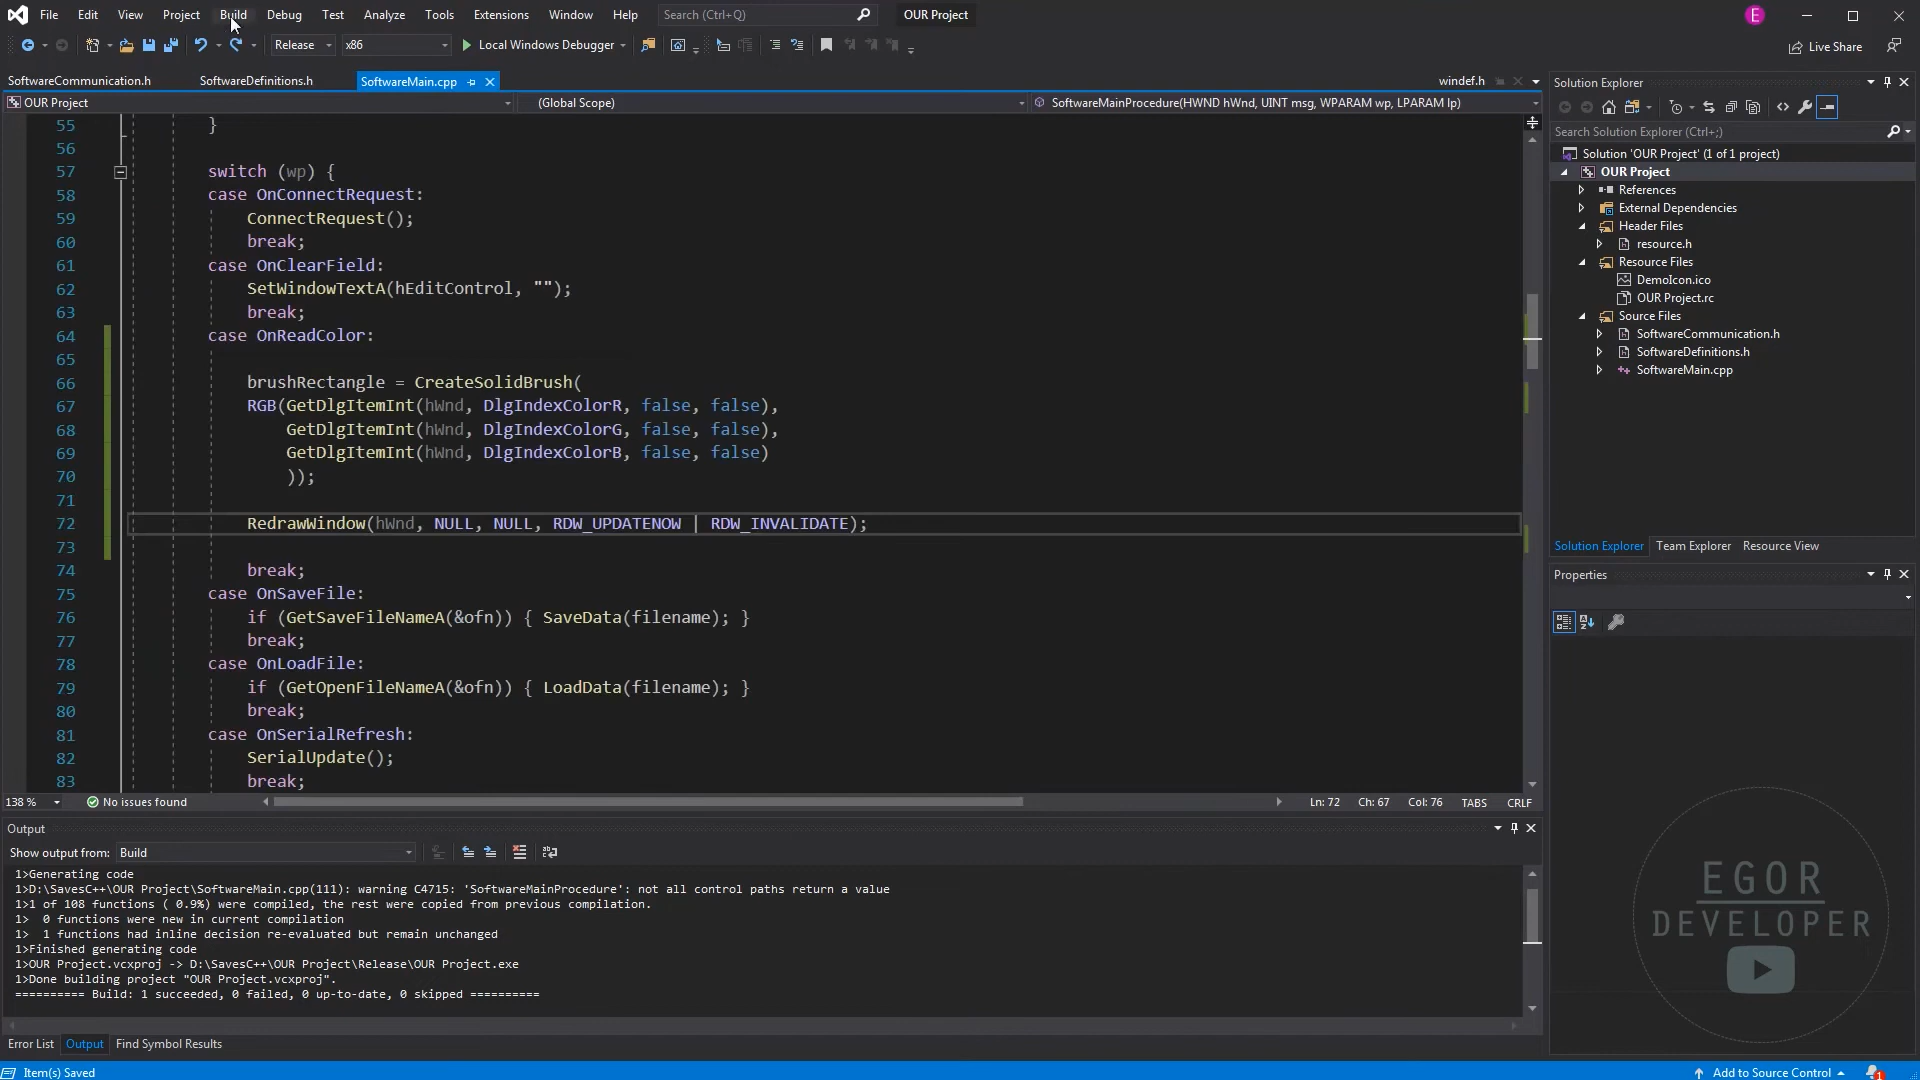 File Edit View Project Build Debug Test Analyze Tools Extensions Window Help Search (Ctrl+Q) OUR Project E
Release x86 Local Windows Debugger Live Share
SoftwareCommunication.h SoftwareDefinitions.h SoftwareMain.cpp windef.h
OUR Project (Global Scope) SoftwareMainProcedure(HWND hWnd, UINT msg, WPARAM wp, LPARAM lp)
55 }
56
57 switch (wp) {
58 case OnConnectRequest:
59 ConnectRequest();
60 break;
61 case OnClearField:
62 SetWindowTextA(hEditControl, "");
63 break;
64 case OnReadColor:
65
66 brushRectangle = CreateSolidBrush(
67 RGB(GetDlgItemInt(hWnd, DlgIndexColorR, false, false),
68 GetDlgItemInt(hWnd, DlgIndexColorG, false, false),
69 GetDlgItemInt(hWnd, DlgIndexColorB, false, false)
70 ));
71
72 RedrawWindow(hWnd, NULL, NULL, RDW_UPDATENOW | RDW_INVALIDATE);
73
74 break;
75 case OnSaveFile:
76 if (GetSaveFileNameA(&ofn)) { SaveData(filename); }
77 break;
78 case OnLoadFile:
79 if (GetOpenFileNameA(&ofn)) { LoadData(filename); }
80 break;
81 case OnSerialRefresh:
82 SerialUpdate();
83 break;
138 % No issues found Ln: 72 Ch: 67 Col: 76 TABS CRLF
Output
Show output from: Build
1>Generating code
1>D:\SavesC++\OUR Project\SoftwareMain.cpp(111): warning C4715: 'SoftwareMainProcedure': not all control paths return a value
1>1 of 108 functions ( 0.9%) were compiled, the rest were copied from previous compilation.
1>  0 functions were new in current compilation
1>  1 functions had inline decision re-evaluated but remain unchanged
1>Finished generating code
1>OUR Project.vcxproj -> D:\SavesC++\OUR Project\Release\OUR Project.exe
1>Done building project "OUR Project.vcxproj".
========== Build: 1 succeeded, 0 failed, 0 up-to-date, 0 skipped ==========
Error List Output Find Symbol Results
Item(s) Saved
Solution Explorer
Search Solution Explorer (Ctrl+;)
Solution 'OUR Project' (1 of 1 project)
OUR Project
References
External Dependencies
Header Files
resource.h
Resource Files
DemoIcon.ico
OUR Project.rc
Source Files
SoftwareCommunication.h
SoftwareDefinitions.h
SoftwareMain.cpp
Solution Explorer Team Explorer Resource View
Properties
EGOR
DEVELOPER
Add to Source Control 1